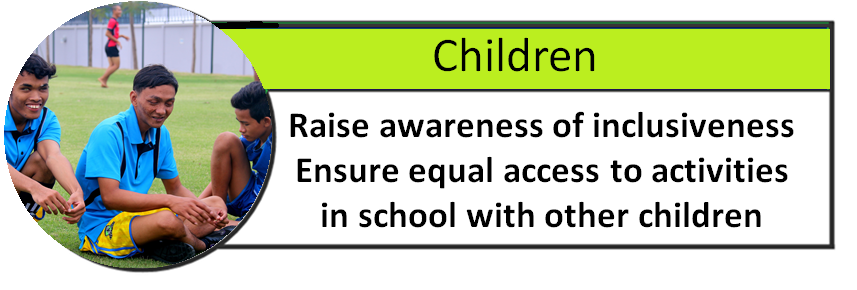 Children
Raise awareness of inclusiveness
Ensure equal access to activities
in school with other children